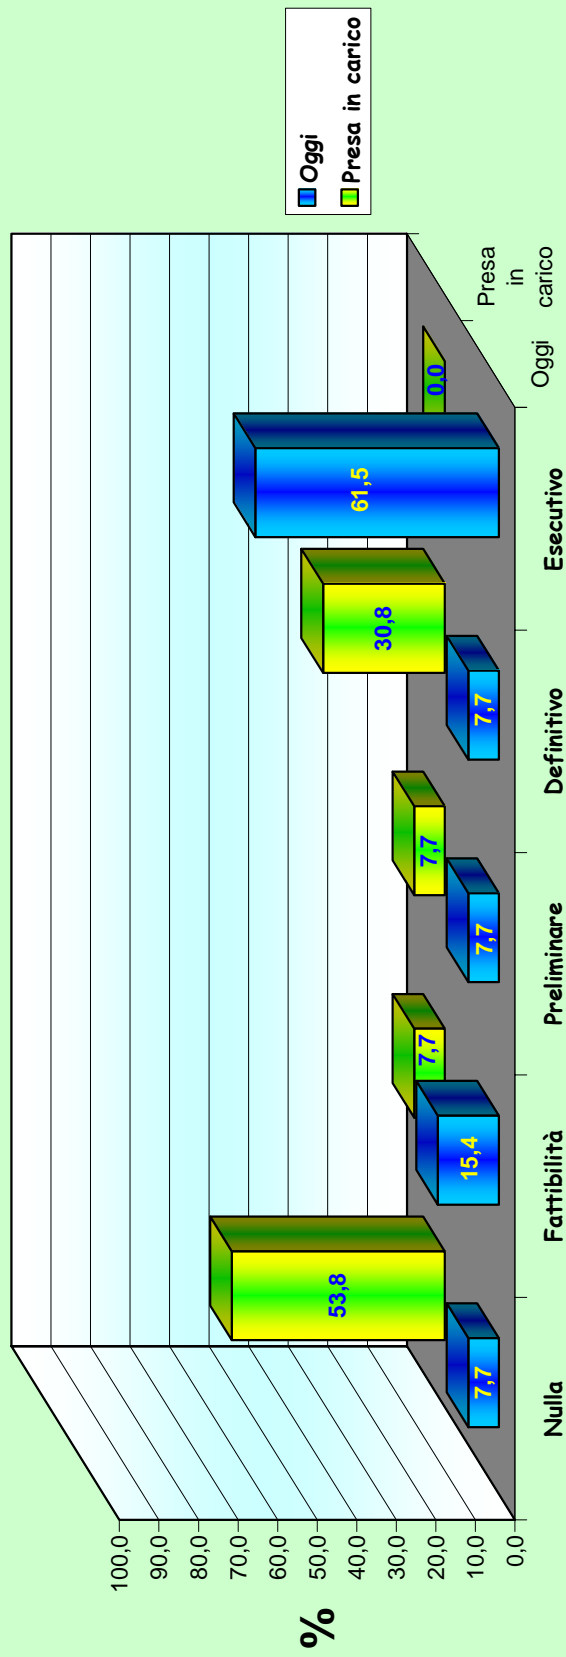 Oggi
Presa in carico
%
100,0
90,0
80,0
70,0
60,0
50,0
40,0
30,0
20,0
10,0
0,0
53,8
7,7
7,7
30,8
0,0
7,7
15,4
7,7
7,7
61,5
Nulla
Fattibilità
Preliminare
Definitivo
Esecutivo
Oggi
Presa
in
carico